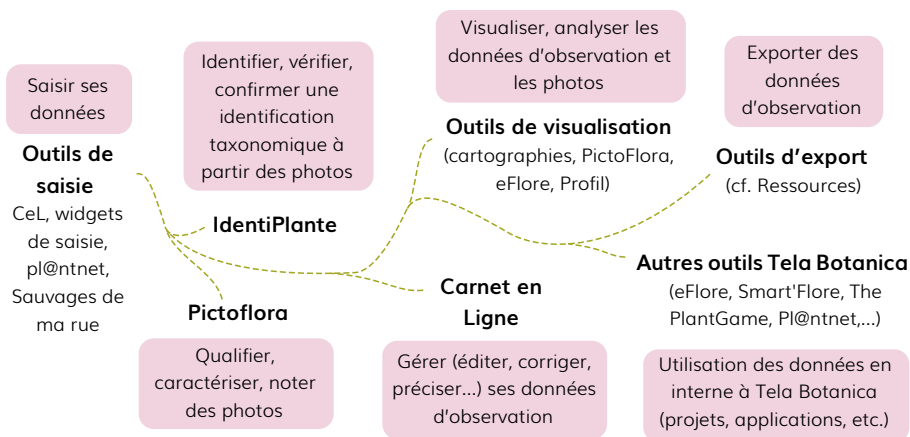 Saisir ses
données
Outils de
saisie
CeL, widgets
de saisie,
pl@ntnet,
Sauvages de
ma rue
Identifier, vérifier,
confirmer une
identification
taxonomique à
partir des photos
IdentiPlante
Pictoflora
Qualifier,
caractériser, noter
des photos
Visualiser, analyser les
données d'observation et
les photos
Outils de visualisation
(cartographies, PictoFlora,
eFlore, Profil)
Carnet en
Ligne
Gérer (éditer, corriger,
préciser...) ses données
d'observation
Exporter des
données
d'observation
Outils d'export
(cf. Ressources)
Autres outils Tela Botanica
(eFlore, Smart'Flore, The
PlantGame, Pl@ntnet,...)
Utilisation des données en
interne à Tela Botanica
(projets, applications, etc.)